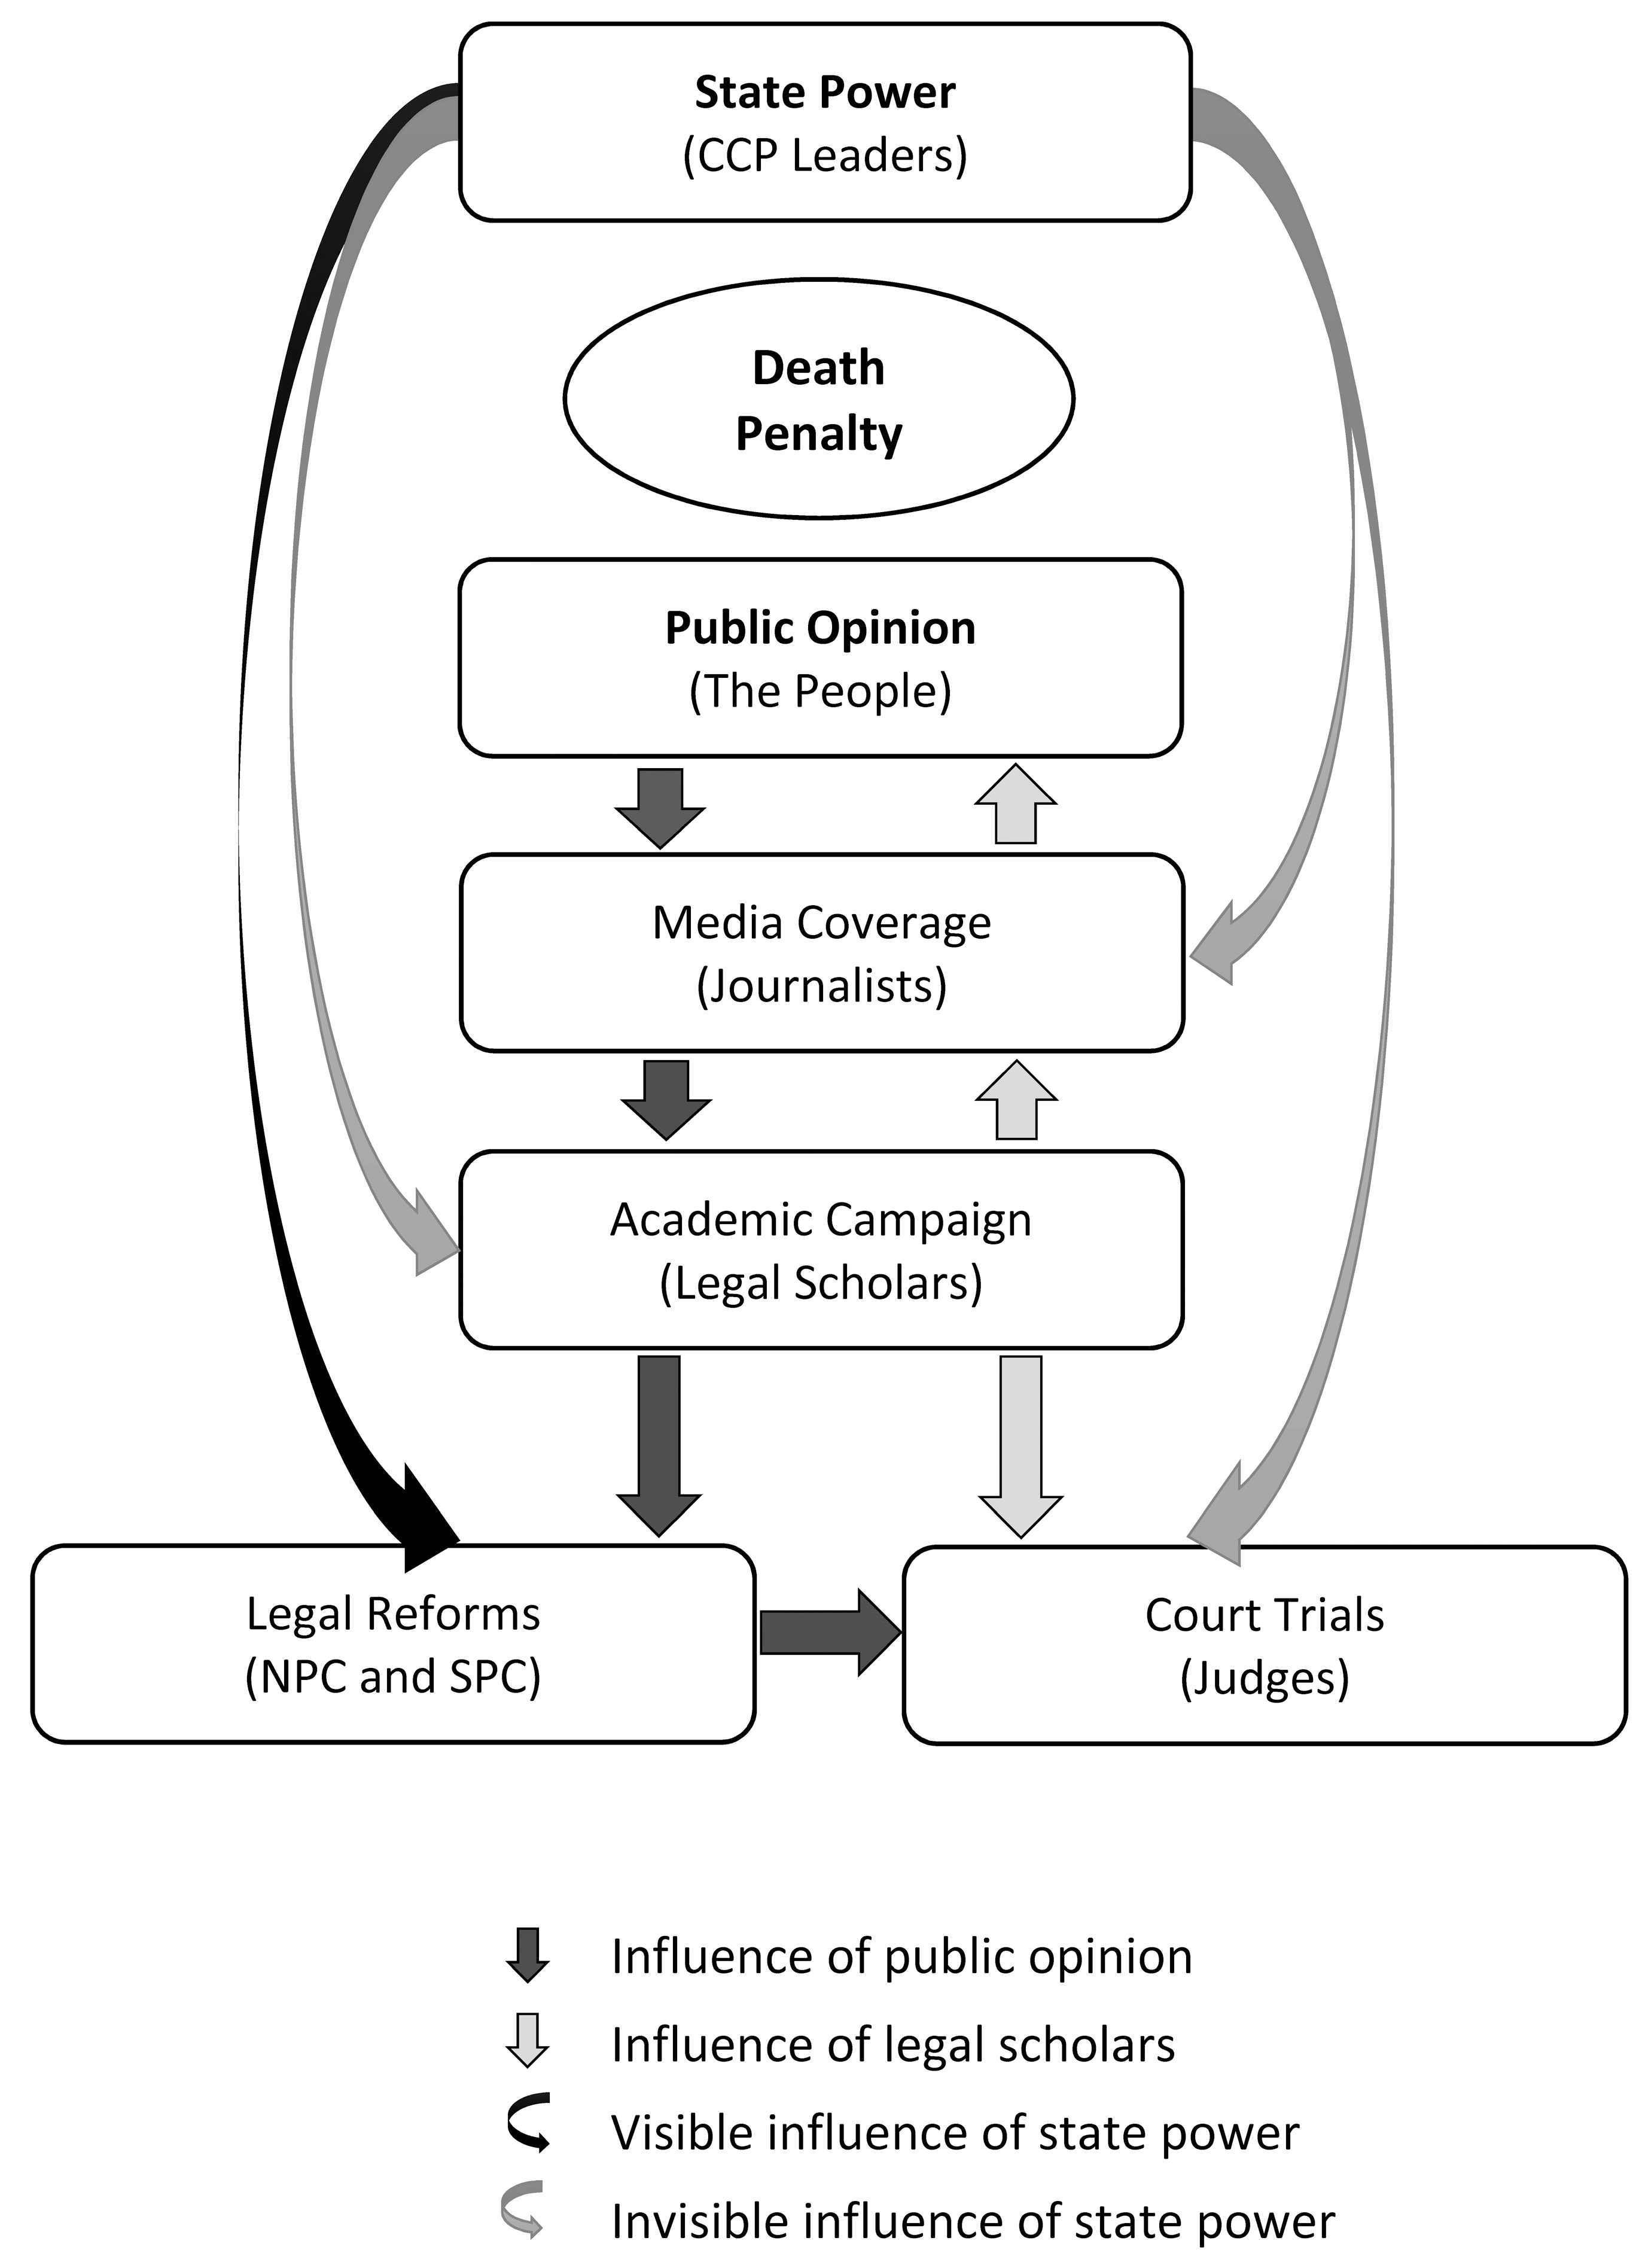 State Power
(CCP Leaders)
Death
Penalty
Public Opinion
(The People)
Media Coverage
(Journalists)
Academic Campaign
(Legal Scholars)
Legal Reforms
(NPC and SPC)
Court Trials
(Judges)
Influence of public opinion
Influence of legal scholars
Visible influence of state power
Invisible influence of state power